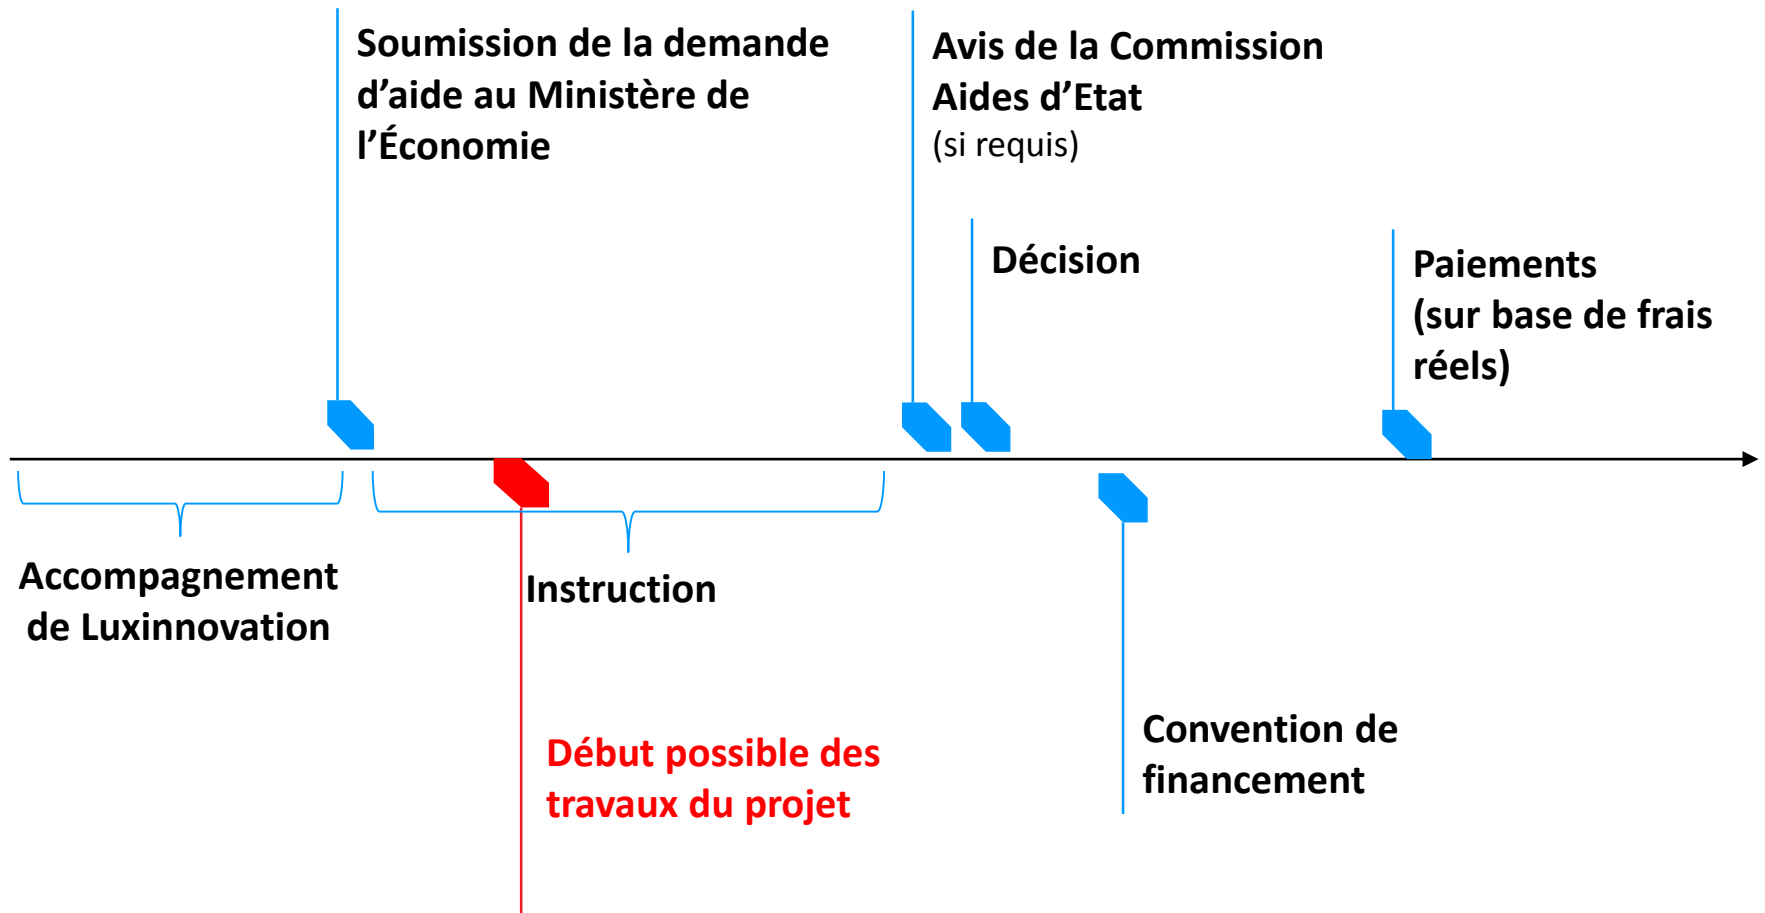 Soumission de la demande
d’aide au Ministère de
l’Économie
Avis de la Commission
Aides d’Etat
(si requis)
Décision
Paiements
(sur base de frais
réels)
Accompagnement
de Luxinnovation
Instruction
Début possible des
travaux du projet
Convention de
financement